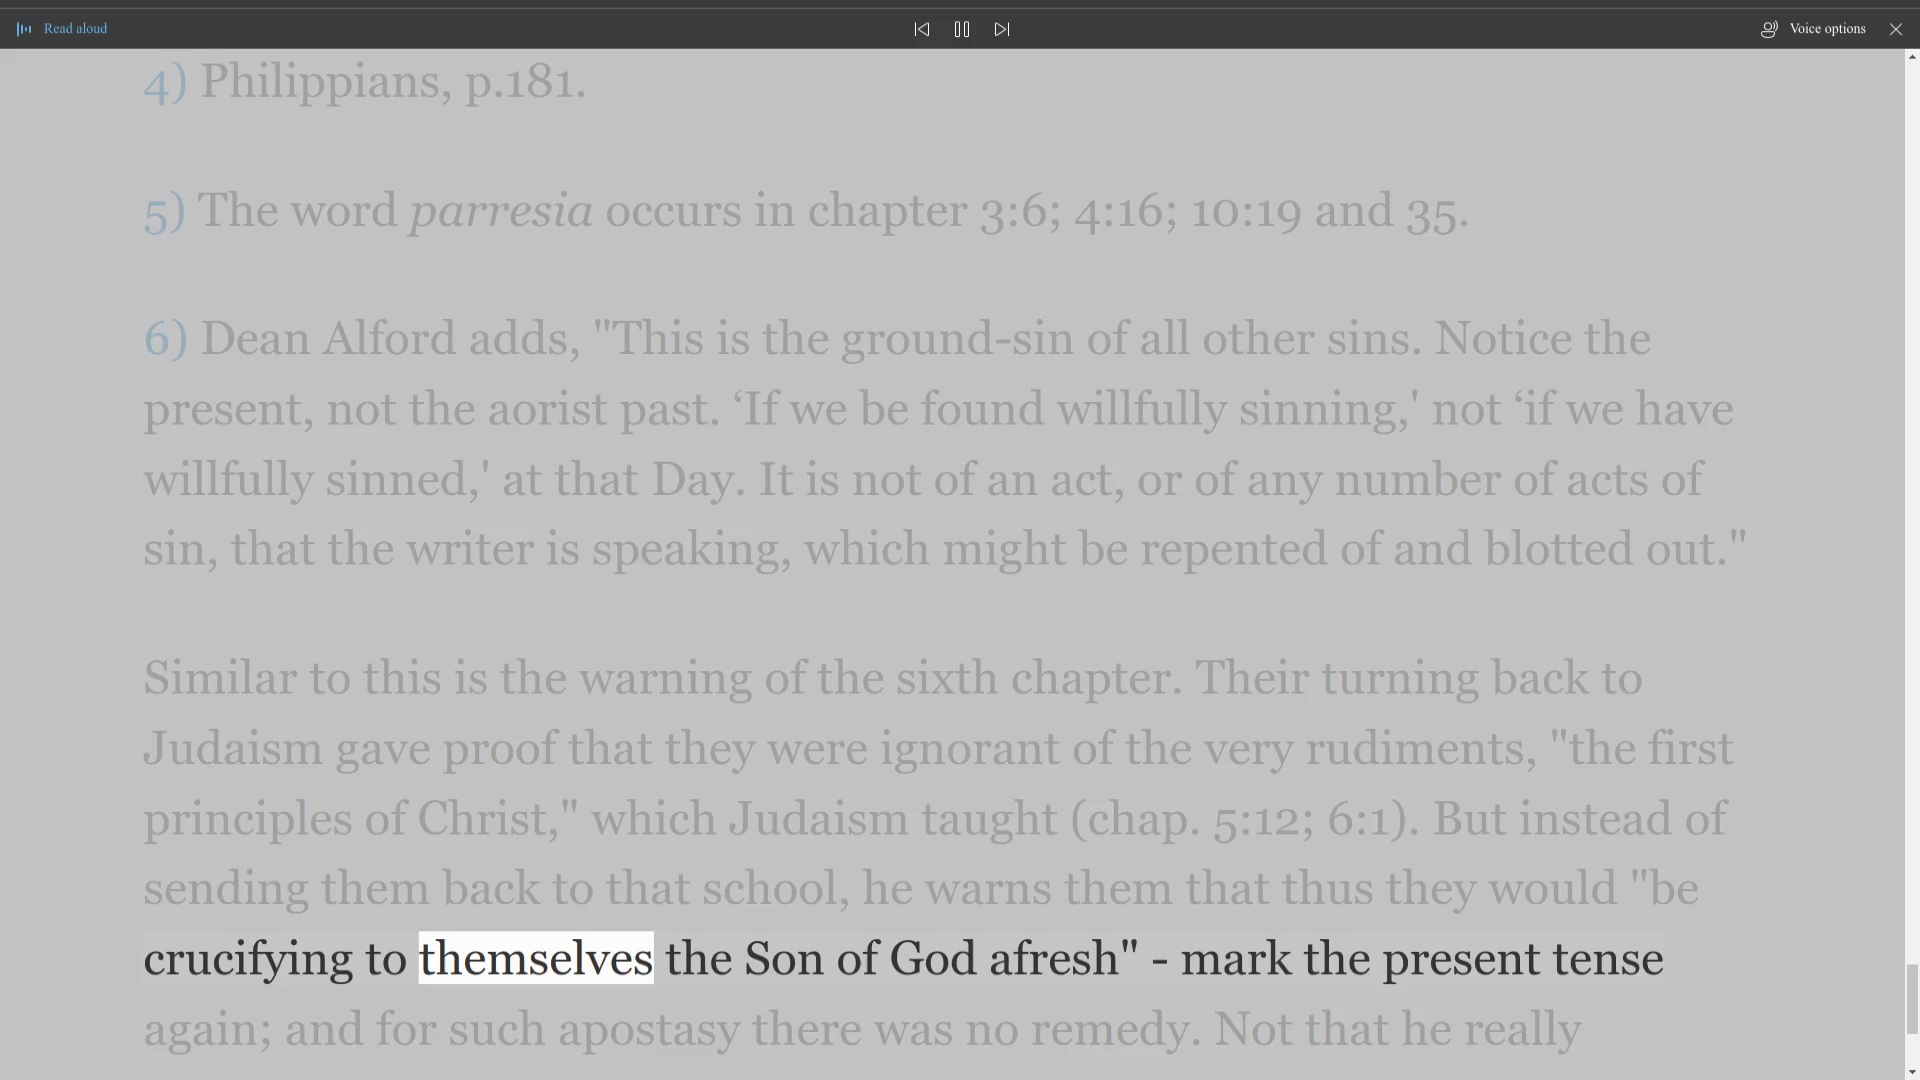 Read aloud
Voice options
4) Philippians, p.181.
5) The word parresia occurs in chapter 3:6; 4:16; 10:19 and 35.
6) Dean Alford adds, "This is the ground-sin of all other sins. Notice the
present, not the aorist past. ‘If we be found willfully sinning,' not ‘if we have
willfully sinned,' at that Day. It is not of an act, or of any number of acts of
sin, that the writer is speaking, which might be repented of and blotted out."
Similar to this is the warning of the sixth chapter. Their turning back to
Judaism gave proof that they were ignorant of the very rudiments, "the first
principles of Christ," which Judaism taught (chap. 5:12; 6:1). But instead of
sending them back to that school, he warns them that thus they would "be
crucifying to themselves the Son of God afresh" - mark the present tense
again; and for such apostasy there was no remedy. Not that he really